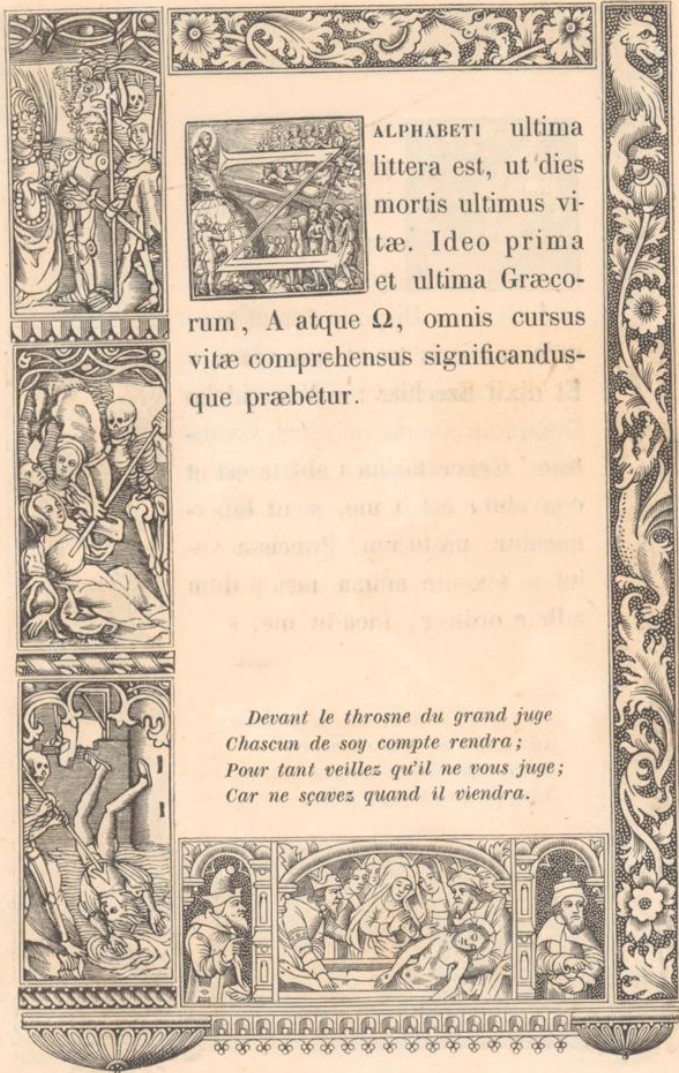 Z ALPHABETI ultima
littera est, ut dies
mortis ultimus vi-
tæ. Ideo prima
et ultima Græco-
rum, A atque Ω, omnis cursus
vitæ comprehensus significandus-
que præbetur.
Devant le throsne du grand juge
Chascun de soy compte rendra;
Pour tant veillez qu'il ne vous juge;
Car ne sçavez quand il viendra.